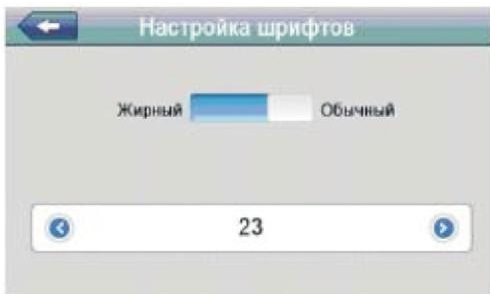 Настройка шрифтов
Жирный Обычный
23